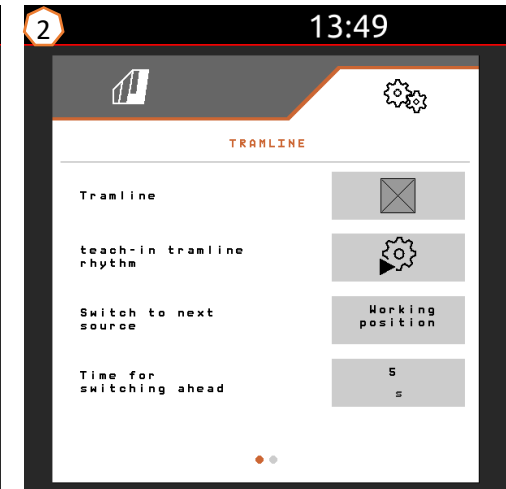 2
13:49
TRAMLINE
Tramline
teach-in tramline
rhythm
Switch to next
source
Working
position
Time for
switching ahead
5
s